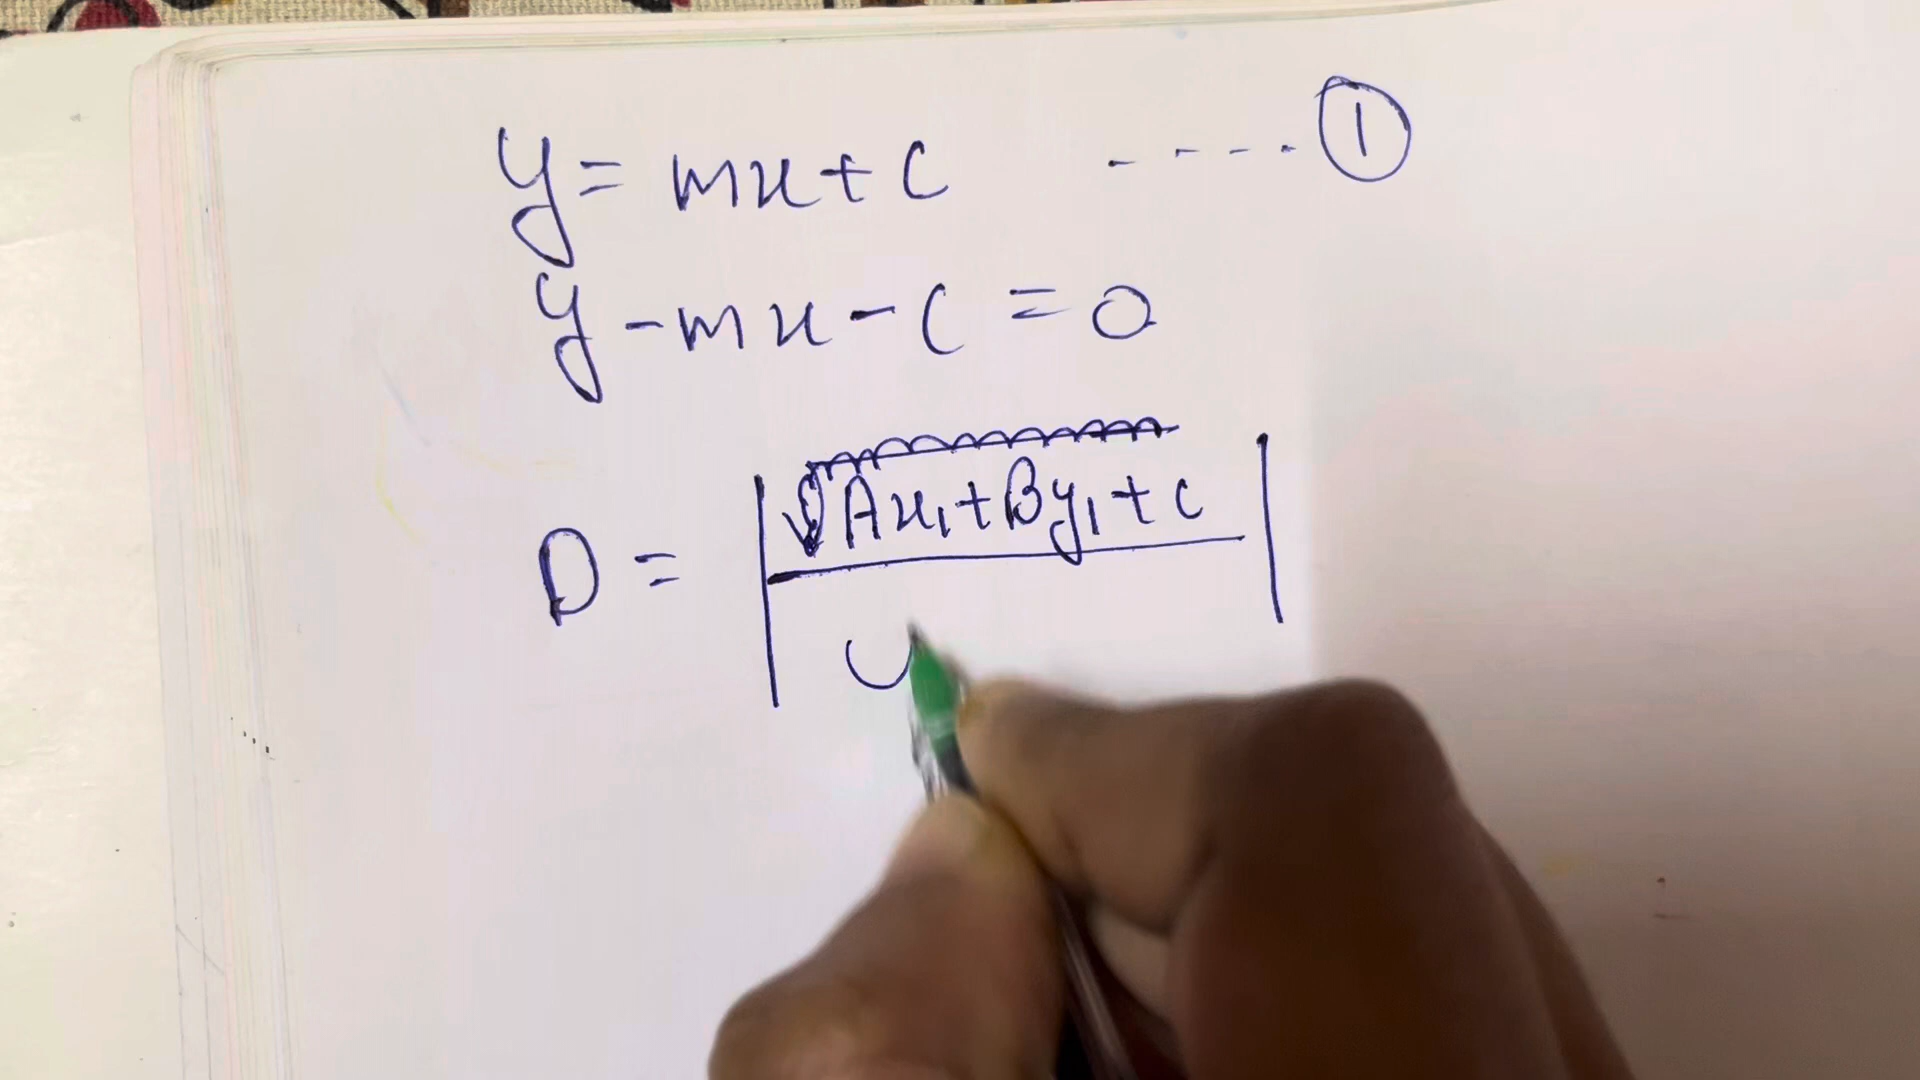 y = mx + c ----- ①
y - mx - c = 0
D = | Ax₁ + By₁ + c |